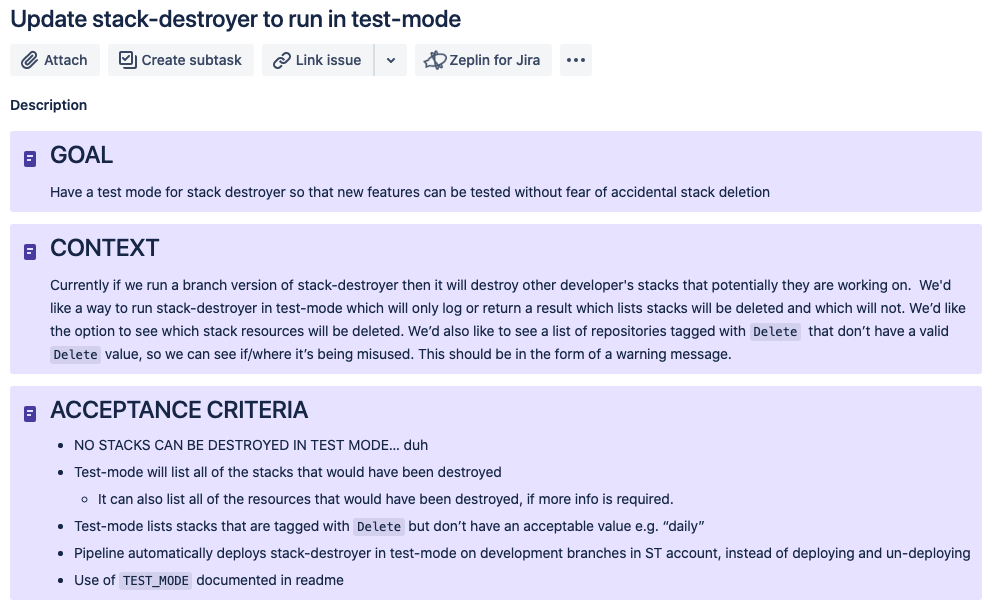 Update stack-destroyer to run in test-mode
Attach
Create subtask
Link issue
Zeplin for Jira
Description
GOAL
Have a test mode for stack destroyer so that new features can be tested without fear of accidental stack deletion
CONTEXT
Currently if we run a branch version of stack-destroyer then it will destroy other developer's stacks that potentially they are working on.  We'd
like a way to run stack-destroyer in test-mode which will only log or return a result which lists stacks will be deleted and which will not. We’d like
the option to see which stack resources will be deleted. We’d also like to see a list of repositories tagged with Delete  that don’t have a valid
Delete value, so we can see if/where it’s being misused. This should be in the form of a warning message.
ACCEPTANCE CRITERIA
• NO STACKS CAN BE DESTROYED IN TEST MODE… duh
• Test-mode will list all of the stacks that would have been destroyed
◦ It can also list all of the resources that would have been destroyed, if more info is required.
• Test-mode lists stacks that are tagged with Delete but don’t have an acceptable value e.g. “daily”
• Pipeline automatically deploys stack-destroyer in test-mode on development branches in ST account, instead of deploying and un-deploying
• Use of TEST_MODE documented in readme